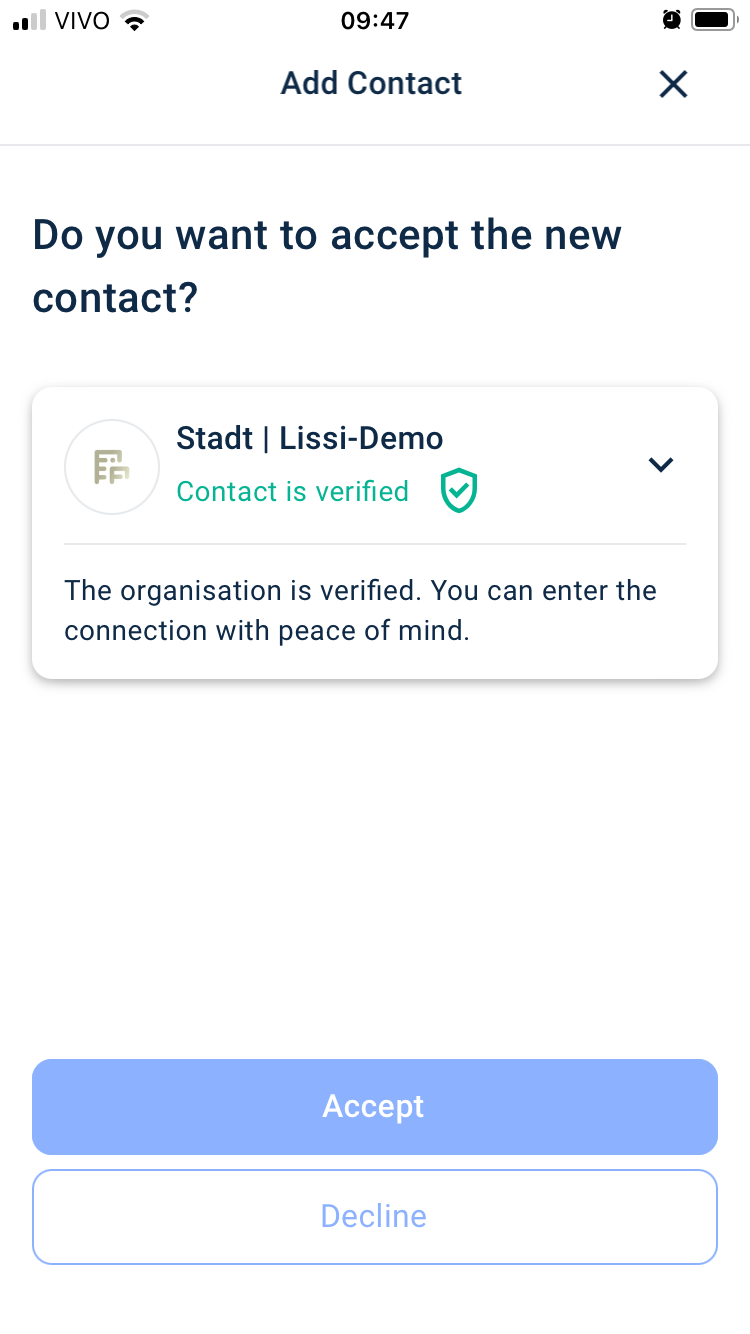 VIVO 09:47
Add Contact
Do you want to accept the new
contact?
Stadt | Lissi-Demo
Contact is verified
The organisation is verified. You can enter the
connection with peace of mind.
Accept
Decline